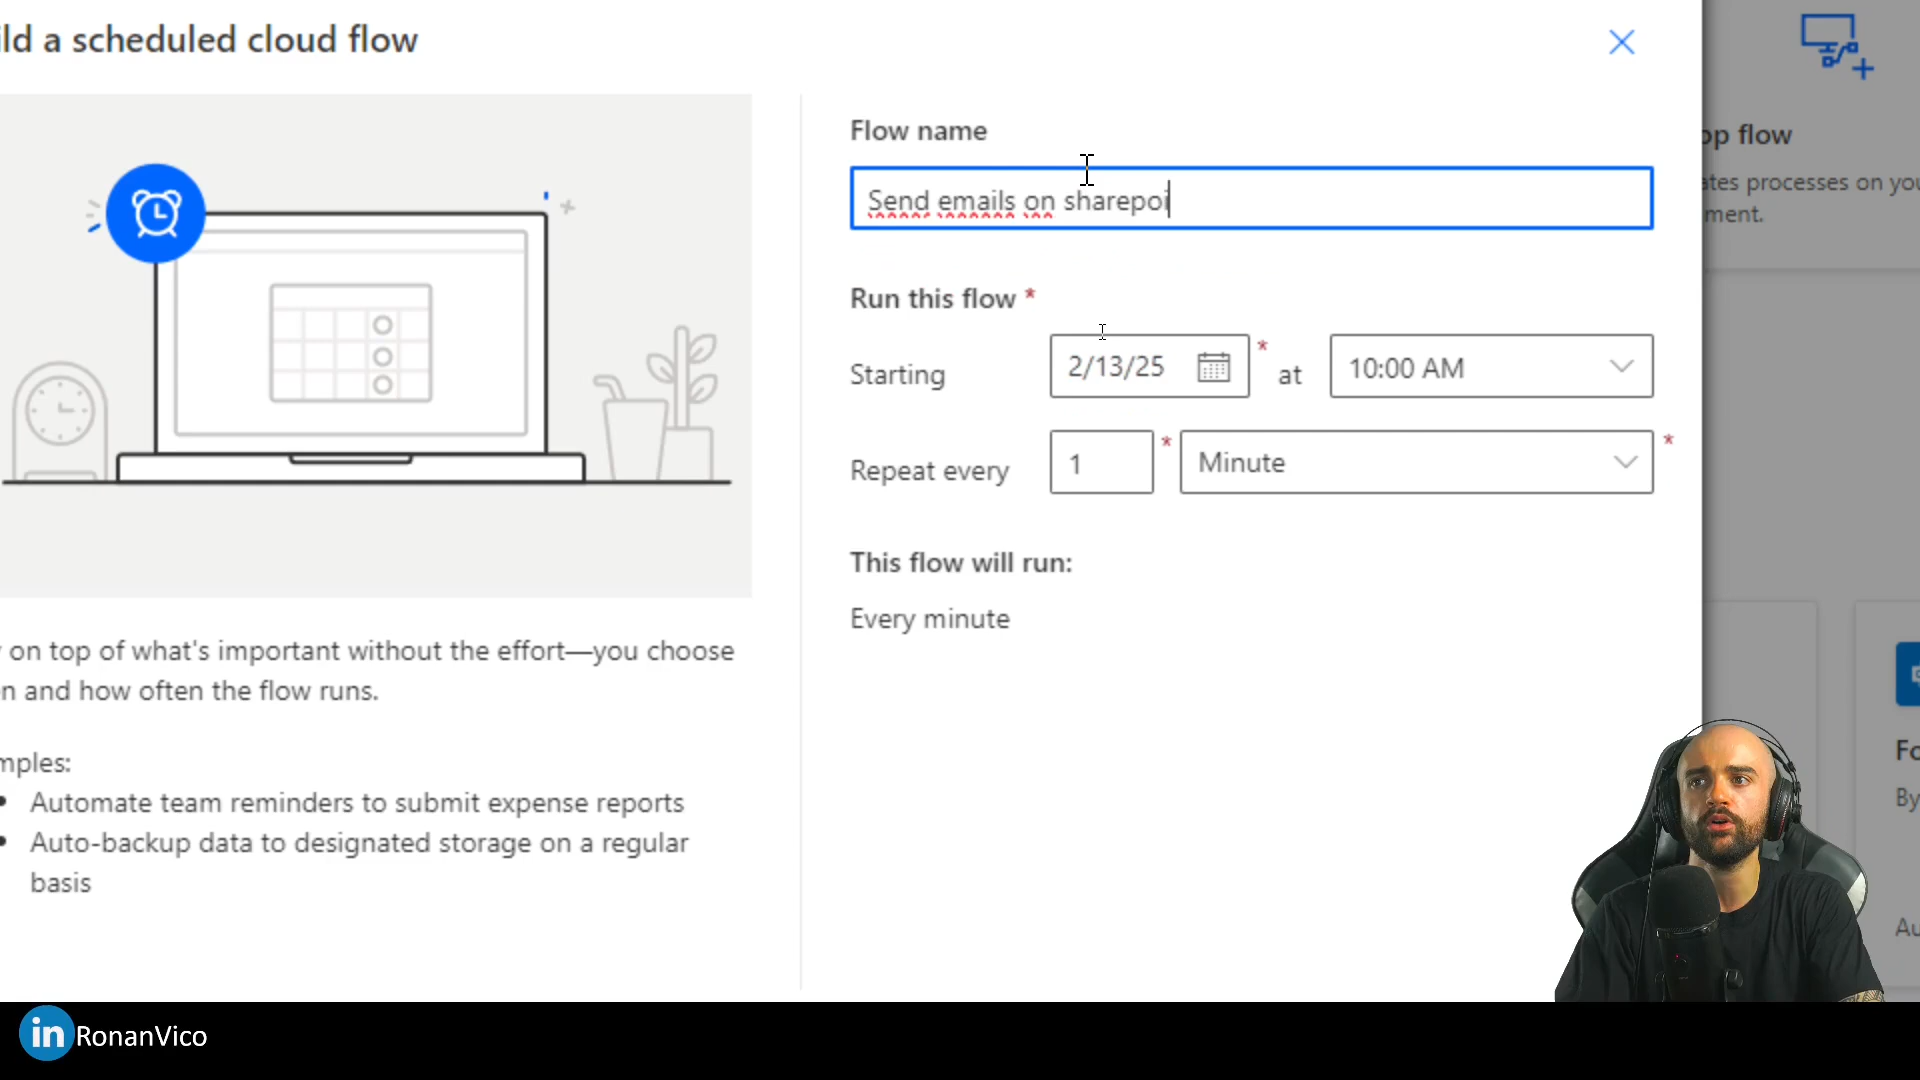 ild a scheduled cloud flow
Flow name
Send emails on sharepoi
Run this flow *
Starting
2/13/25
*
at
10:00 AM
Repeat every
1
*
Minute
*
This flow will run:
Every minute
on top of what's important without the effort—you choose
n and how often the flow runs.
mples:
Automate team reminders to submit expense reports
Auto-backup data to designated storage on a regular
basis
op flow
ates processes on you
ment.
Fo
By
Au
in RonanVico